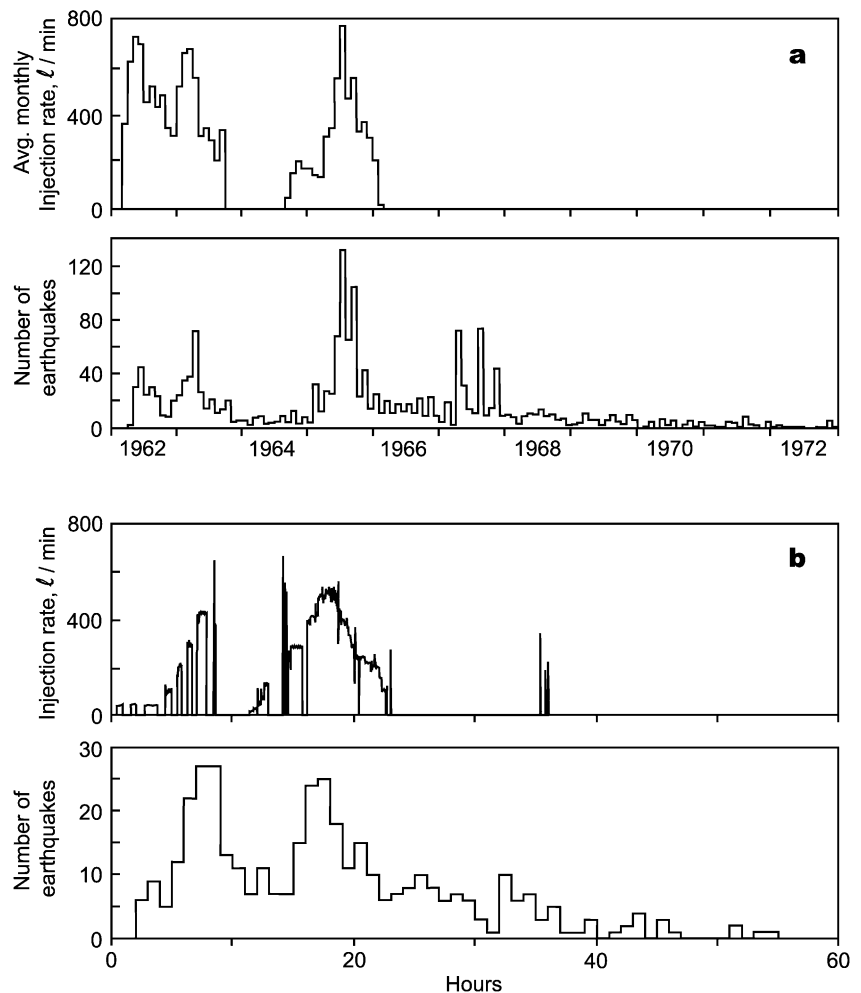 800
400
0
Avg. monthly
Injection rate, ℓ / min
a
120
80
40
0
Number of
earthquakes
1962
1964
1966
1968
1970
1972
800
400
0
Injection rate, ℓ / min
b
30
20
10
0
Number of
earthquakes
0
20
40
60
Hours